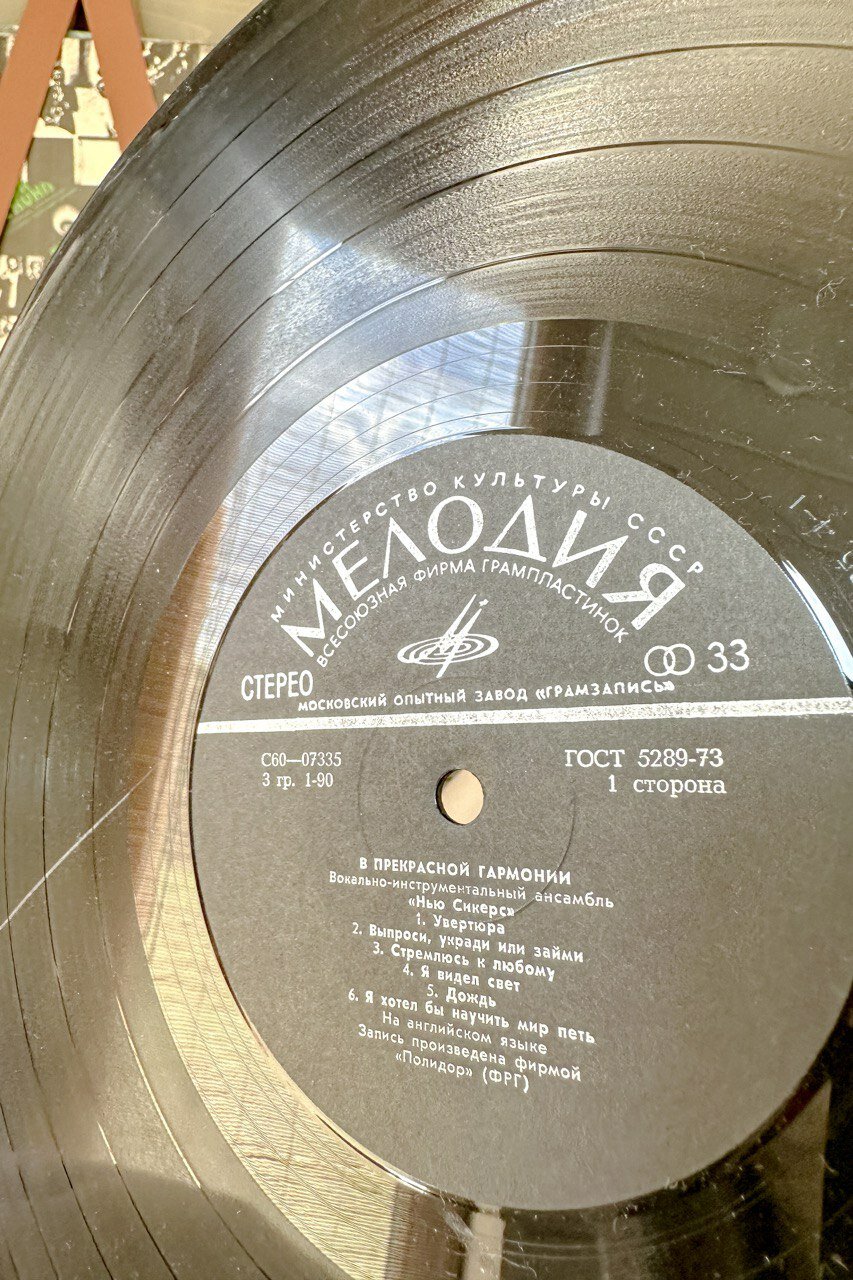 МИНИСТЕРСТВО КУЛЬТУРЫ СССР
МЕЛОДИЯ
ВСЕСОЮЗНАЯ ФИРМА ГРАМПЛАСТИНОК
СТЕРЕО
33
МОСКОВСКИЙ ОПЫТНЫЙ ЗАВОД «ГРАМЗАПИСЬ»
С60—07335
ГОСТ 5289-73
3 гр. 1-90
1 сторона
В ПРЕКРАСНОЙ ГАРМОНИИ
Вокально-инструментальный ансамбль
«Нью Сикерс»
1. Увертюра
2. Выпроси, укради или займи
3. Стремлюсь к любому
4. Я видел свет
5. Дождь
6. Я хотел бы научить мир петь
На английском языке
Запись произведена фирмой
«Полидор» (ФРГ)